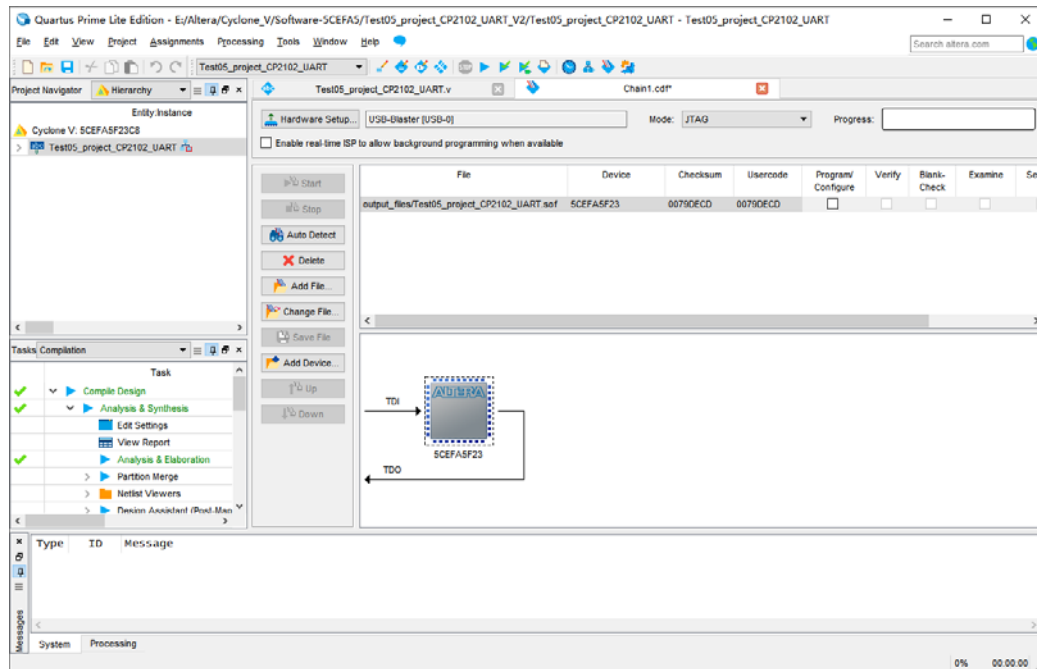 Quartus Prime Lite Edition - E:/Altera/Cyclone_V/Software-5CEFA5/Test05_project_CP2102_UART_V2/Test05_project_CP2102_UART - Test05_project_CP2102_UART
File Edit View Project Assignments Processing Tools Window Help
Search altera.com
Test05_project_CP2102_UART
Project Navigator Hierarchy
Test05_project_CP2102_UART.v
Chain1.cdf*
Entity:Instance
Cyclone V: 5CEFA5F23C8
Test05_project_CP2102_UART
Hardware Setup... USB-Blaster [USB-0] Mode: JTAG Progress:
Enable real-time ISP to allow background programming when available
Start
Stop
Auto Detect
Delete
Add File...
Change File...
Save File
Add Device...
Up
Down
File Device Checksum Usercode Program/ Configure Verify Blank- Check Examine Se
output_files/Test05_project_CP2102_UART.sof 5CEFA5F23 0079DECD 0079DECD
Tasks Compilation
Task
Compile Design
Analysis & Synthesis
Edit Settings
View Report
Analysis & Elaboration
Partition Merge
Netlist Viewers
Design Assistant (Post-Map
TDI
ALTERA
5CEFA5F23
TDO
Type ID Message
Messages
System Processing
0% 00:00:00